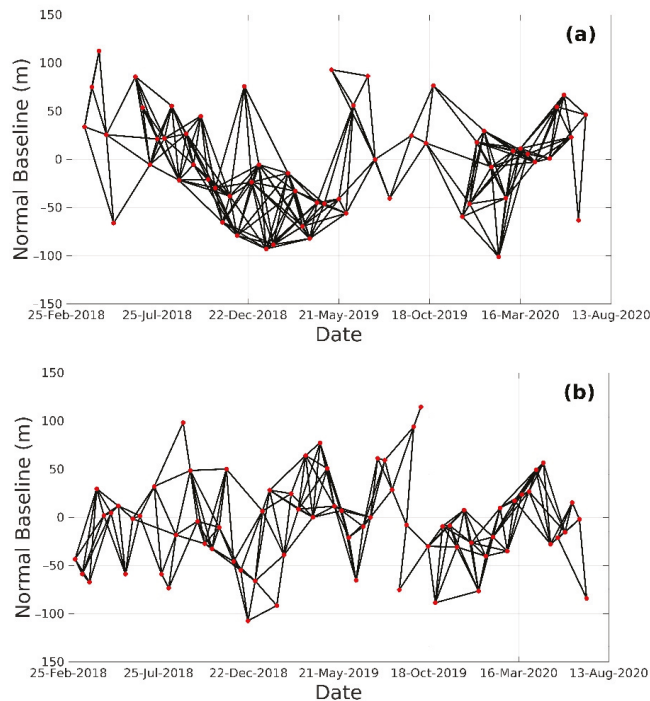 (a)
150
100
50
0
−50
−100
−150
Normal Baseline (m)
25-Feb-2018 25-Jul-2018 22-Dec-2018 21-May-2019 18-Oct-2019 16-Mar-2020 13-Aug-2020
Date
(b)
150
100
50
0
−50
−100
150
Normal Baseline (m)
25-Feb-2018 25-Jul-2018 22-Dec-2018 21-May-2019 18-Oct-2019 16-Mar-2020 13-Aug-2020
Date